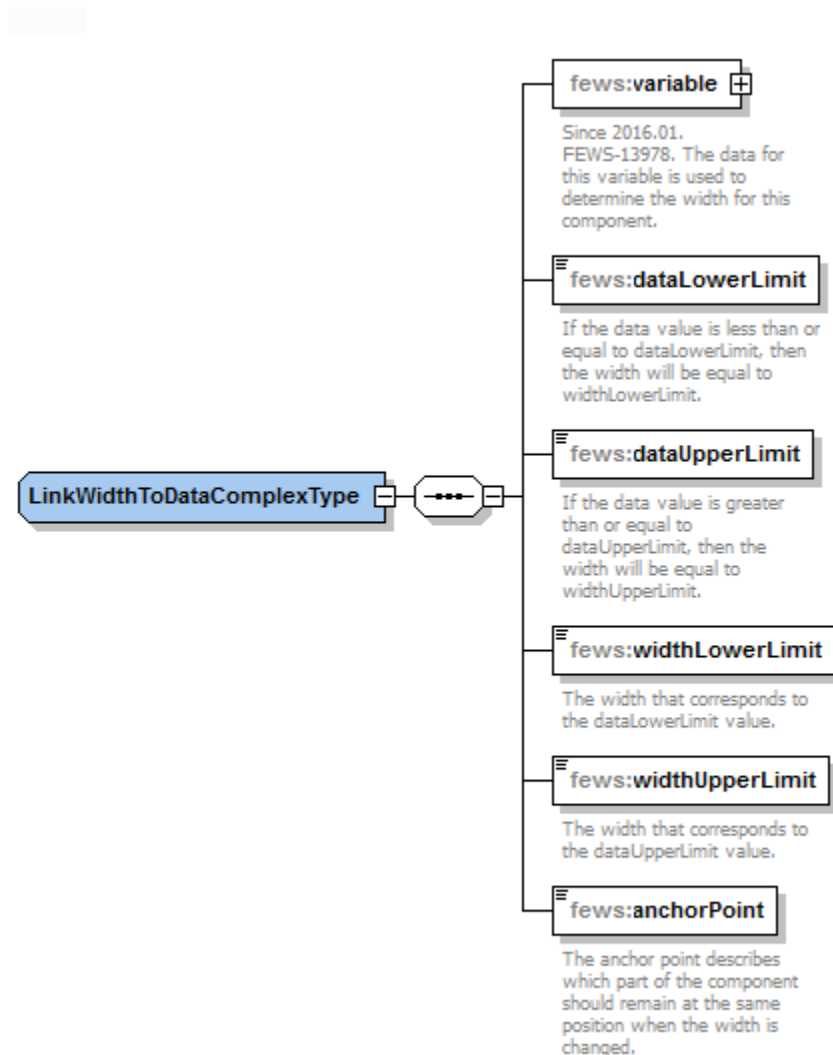 fews:variable
Since 2016.01.
FEWS-13978. The data for
this variable is used to
determine the width for this
component.
fews:dataLowerLimit
If the data value is less than or
equal to dataLowerLimit, then
the width will be equal to
widthLowerLimit.
fews:dataUpperLimit
If the data value is greater
than or equal to
dataUpperLimit, then the
width will be equal to
widthUpperLimit.
LinkWidthToDataComplexType
fews:widthLowerLimit
The width that corresponds to
the dataLowerLimit value.
fews:widthUpperLimit
The width that corresponds to
the dataUpperLimit value.
fews:anchorPoint
The anchor point describes
which part of the component
should remain at the same
position when the width is
changed.